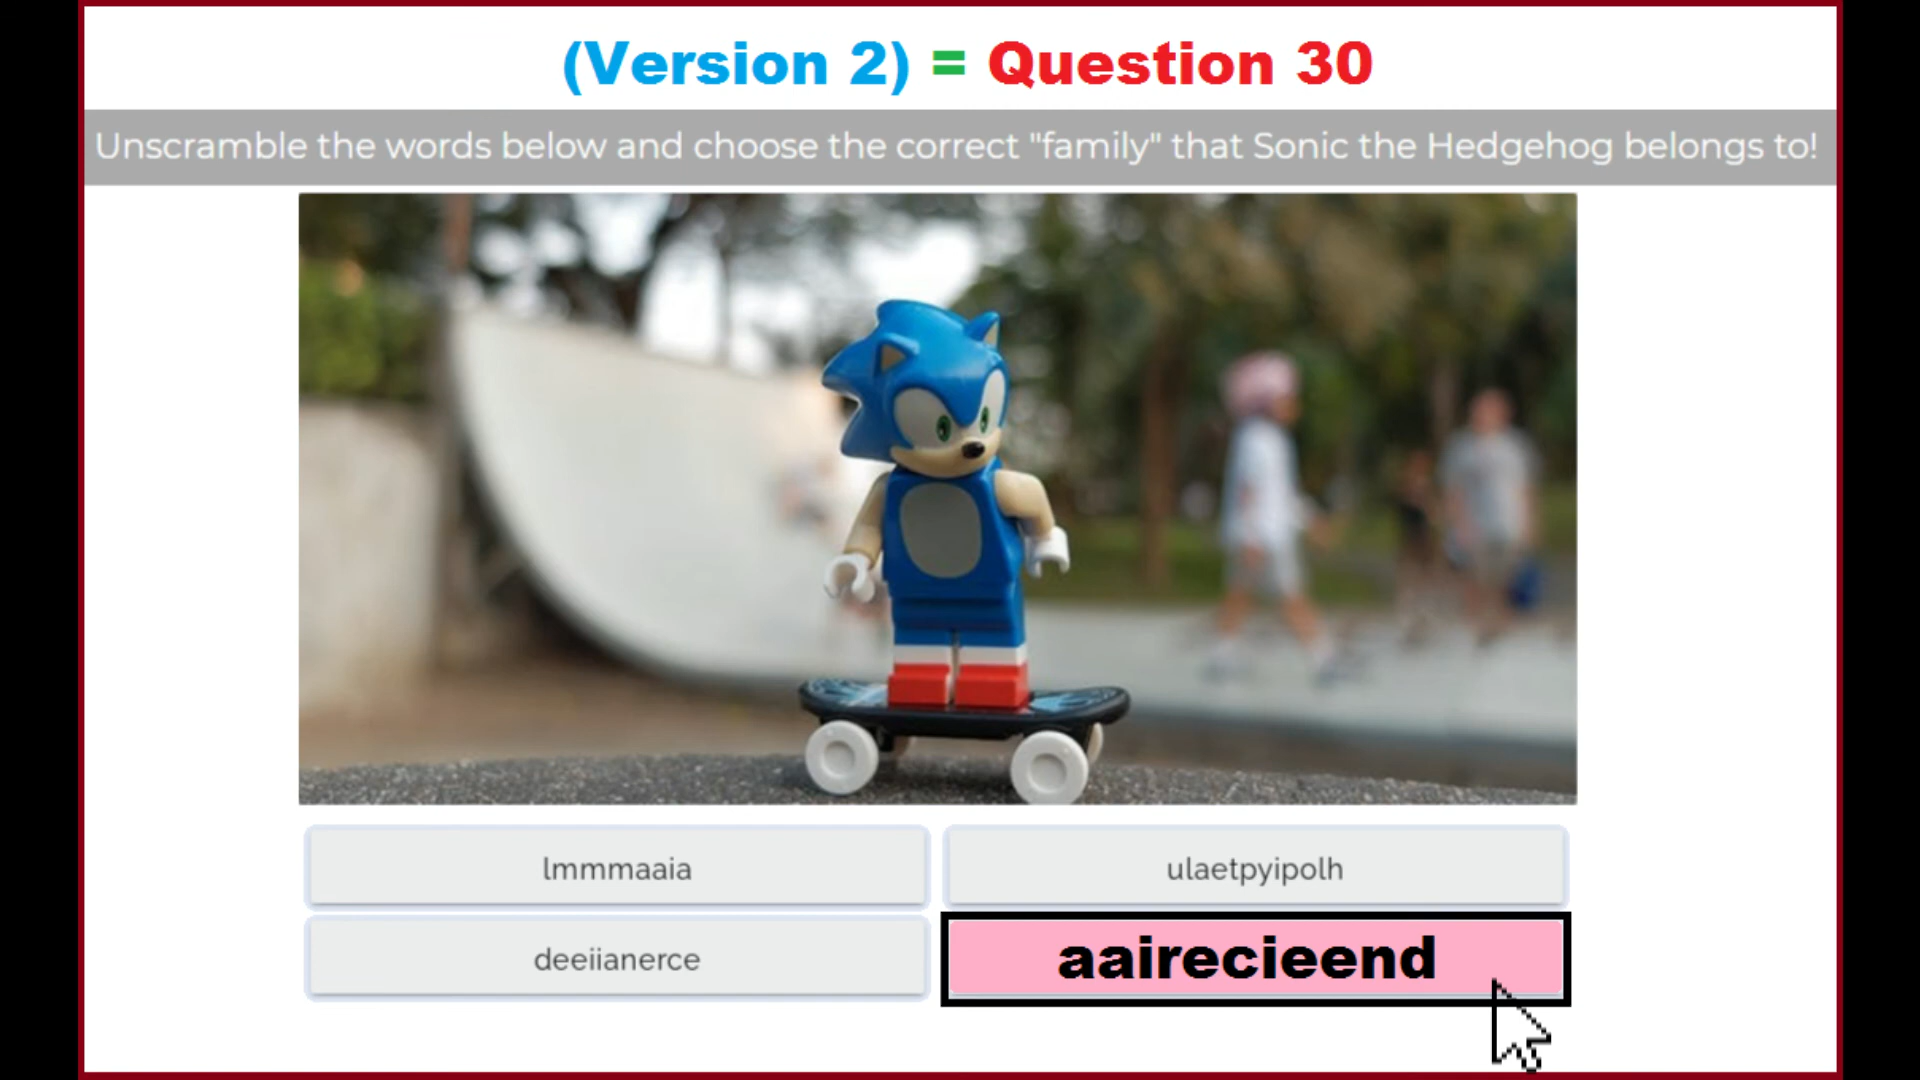 (Version 2) = Question 30
Unscramble the words below and choose the correct "family" that Sonic the Hedgehog belongs to!
lmmmaaia
ulaetpyipolh
deeiianerce
aairecieend